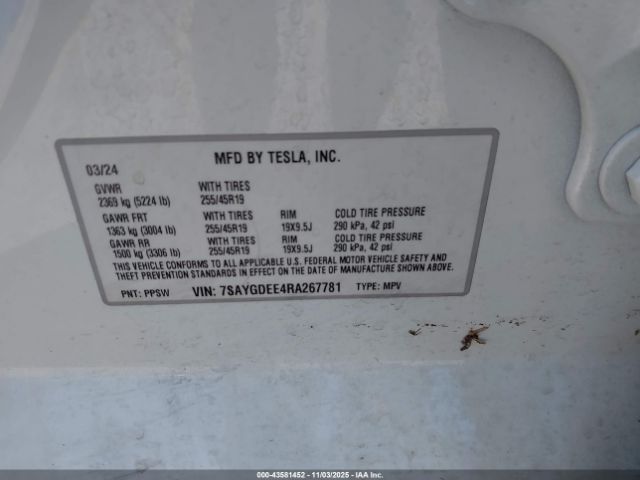 MFD BY TESLA, INC.
03/24
GVWR WITH TIRES
2369 kg (5224 lb) 255/45R19
GAWR FRT WITH TIRES RIM COLD TIRE PRESSURE
1363 kg (3004 lb) 255/45R19 19X9.5J 290 kPa, 42 psi
GAWR RR WITH TIRES RIM COLD TIRE PRESSURE
1500 kg (3306 lb) 255/45R19 19X9.5J 290 kPa, 42 psi
THIS VEHICLE CONFORMS TO ALL APPLICABLE U.S. FEDERAL MOTOR VEHICLE SAFETY AND
THEFT PREVENTION STANDARDS IN EFFECT ON THE DATE OF MANUFACTURE SHOWN ABOVE.
PNT: PPSW VIN: 7SAYGDEE4RA267781 TYPE: MPV
000-43581452 - 11/03/2025 - IAA Inc.